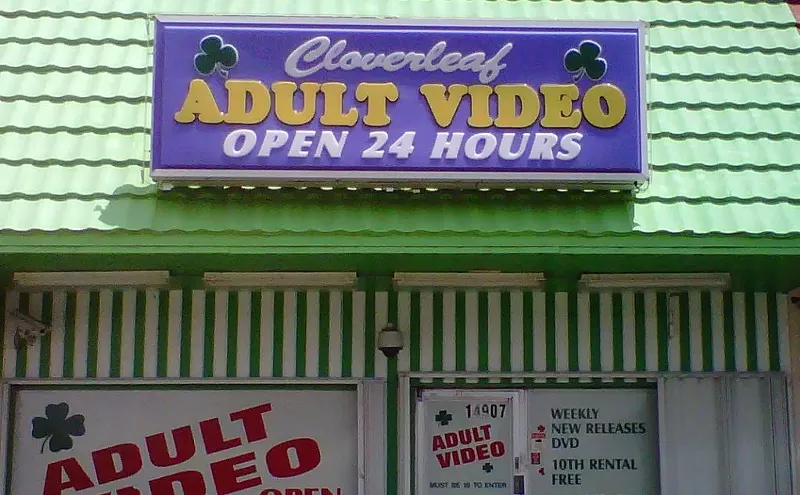 Cloverleaf
ADULT VIDEO
OPEN 24 HOURS
ADULT
VIDEO
OPEN
14907
ADULT
VIDEO
MUST BE 18 TO ENTER
WEEKLY
NEW RELEASES
DVD
10TH RENTAL
FREE